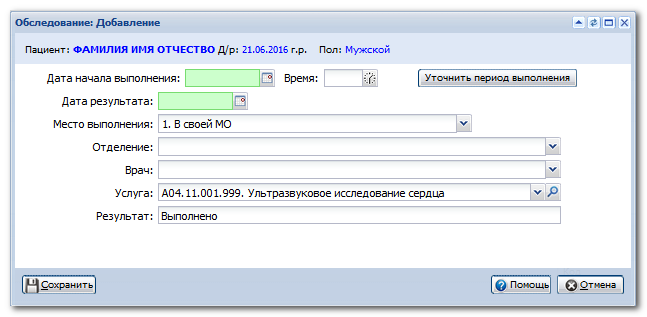 Обследование: Добавление
Пациент: ФАМИЛИЯ ИМЯ ОТЧЕСТВО Д/р: 21.06.2016 г.р. Пол: Мужской
Дата начала выполнения: Время: Уточнить период выполнения
Дата результата:
Место выполнения: 1. В своей МО
Отделение:
Врач:
Услуга: A04.11.001.999. Ультразвуковое исследование сердца
Результат: Выполнено
Сохранить Помощь Отмена